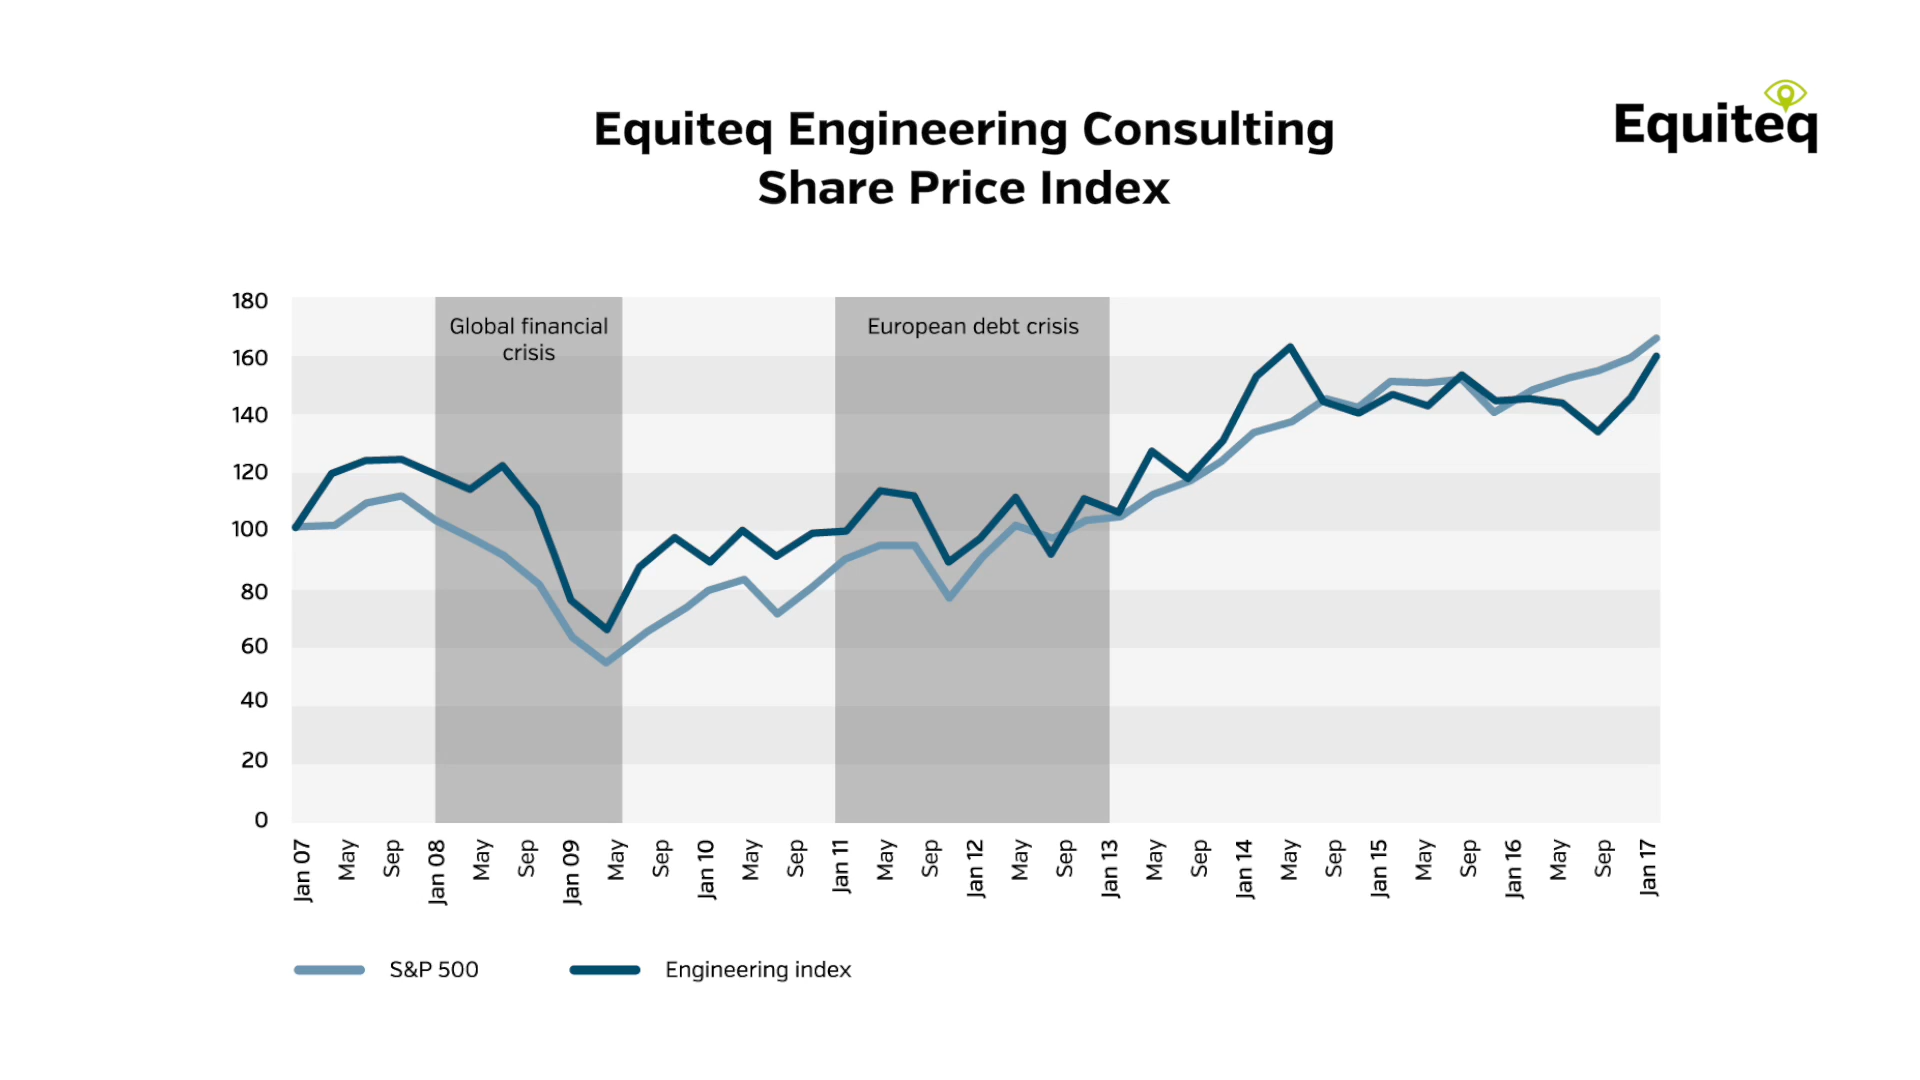 Equiteq Engineering Consulting
Share Price Index
Equiteq
180
160
140
120
100
80
60
40
20
0
Global financial
crisis
European debt crisis
Jan 07
May
Sep
Jan 08
May
Sep
Jan 09
May
Sep
Jan 10
May
Sep
Jan 11
May
Sep
Jan 12
May
Sep
Jan 13
May
Sep
Jan 14
May
Sep
Jan 15
May
Sep
Jan 16
May
Sep
Jan 17
S&P 500
Engineering index